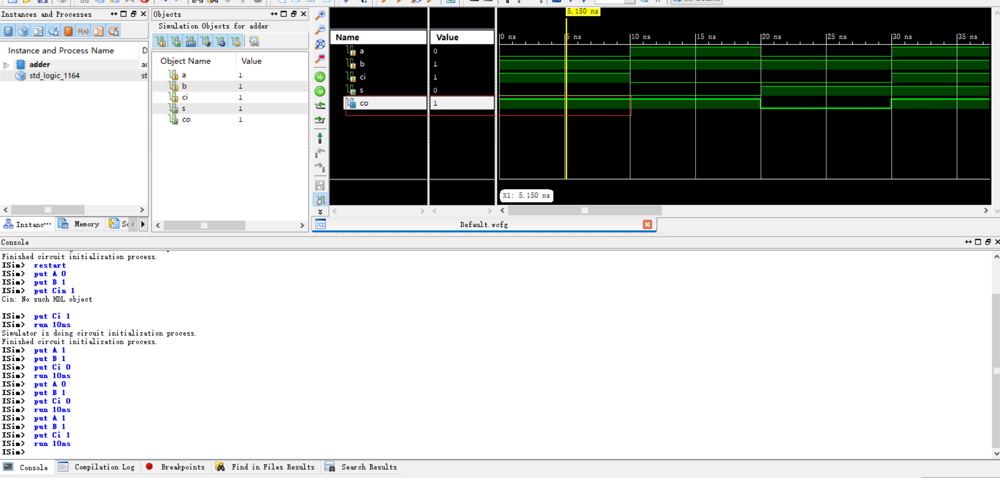 Instances and Processes
Instance and Process Name
D
adder
ac
std_logic_1164
st
Instanc···
Memory
Objects
Simulation Objects for adder
Object Name
Value
a
1
b
1
ci
1
s
1
co
1
Name
Value
a
0
b
1
ci
1
s
0
co
1
5.150 ns
0 ns
5 ns
10 ns
15 ns
20 ns
25 ns
30 ns
35 ns
X1: 5.150 ns
Default.wcfg
Console
Finished circuit initialization process.
ISim> restart
ISim> put A 0
ISim> put B 1
ISim> put Cin 1
Cin: No such HDL object
ISim> put Ci 1
ISim> run 10ns
Simulator is doing circuit initialization process.
Finished circuit initialization process.
ISim> put A 1
ISim> put B 1
ISim> put Ci 0
ISim> run 10ns
ISim> put A 0
ISim> put B 1
ISim> put Ci 0
ISim> run 10ns
ISim> put A 1
ISim> put B 1
ISim> put Ci 1
ISim> run 10ns
ISim>
Console
Compilation Log
Breakpoints
Find in Files Results
Search Results